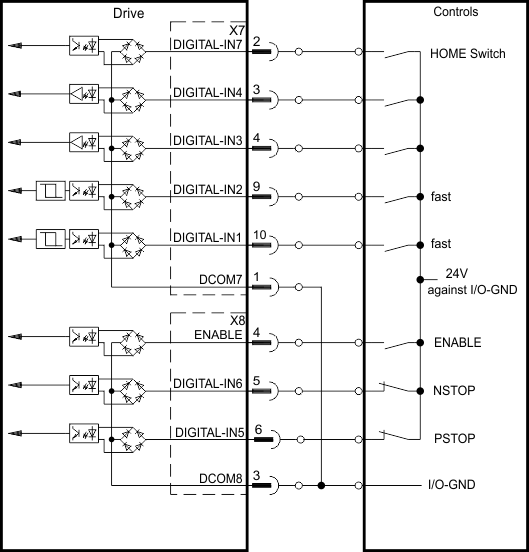 Drive
Controls
X7
DIGITAL-IN7 2 HOME Switch
DIGITAL-IN4 3
DIGITAL-IN3 4
DIGITAL-IN2 9 fast
DIGITAL-IN1 10 fast
DCOM7 1 24V
against I/O-GND
X8
ENABLE 4 ENABLE
DIGITAL-IN6 5 NSTOP
DIGITAL-IN5 6 PSTOP
DCOM8 3 I/O-GND